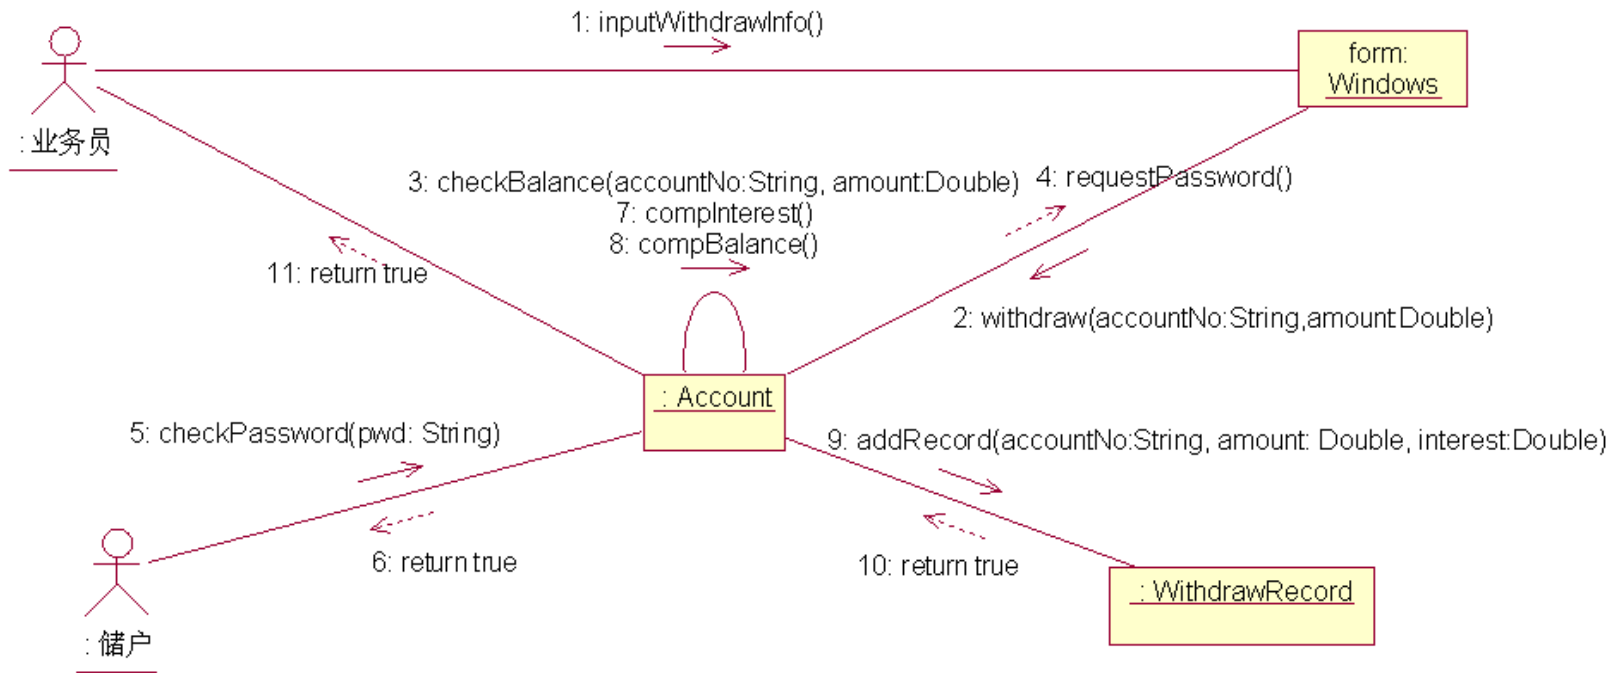 1: inputWithdrawInfo()
form:
Windows
: 业务员
3: checkBalance(accountNo:String, amount:Double)
4: requestPassword()
7: compInterest()
8: compBalance()
11: return true
2: withdraw(accountNo:String,amount:Double)
: Account
5: checkPassword(pwd: String)
9: addRecord(accountNo:String, amount: Double, interest:Double)
6: return true
10: return true
: WithdrawRecord
: 储户